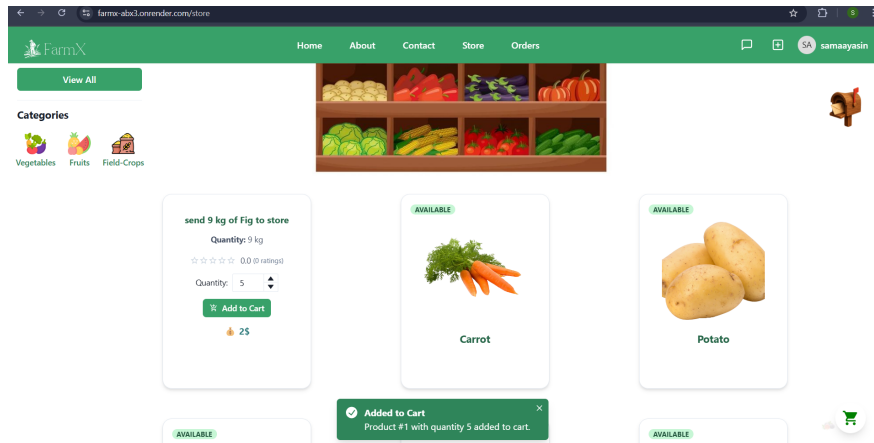 farmx-abx3.onrender.com/store
S
FarmX
Home About Contact Store Orders
SA samaayasin
View All
Categories
Vegetables Fruits Field-Crops
send 9 kg of Fig to store
Quantity: 9 kg
0.0 (0 ratings)
Quantity: 5
Add to Cart
2$
AVAILABLE
Carrot
AVAILABLE
Potato
Added to Cart
Product #1 with quantity 5 added to cart.
AVAILABLE
AVAILABLE